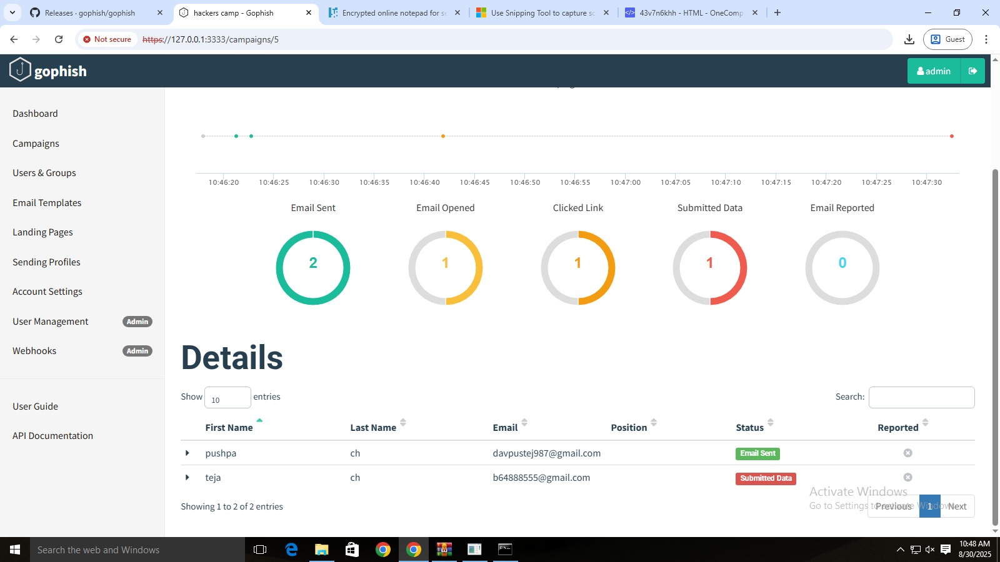 Releases · gophish/gophish
hackers camp - Gophish
Encrypted online notepad for se
Use Snipping Tool to capture sc
43v7n6khh - HTML - OneComp
Not secure
https://127.0.0.1:3333/campaigns/5
Guest
gophish
admin
Dashboard
Campaigns
Users & Groups
Email Templates
Landing Pages
Sending Profiles
Account Settings
User Management Admin
Webhooks Admin
User Guide
API Documentation
10:46:20 10:46:25 10:46:30 10:46:35 10:46:40 10:46:45 10:46:50 10:46:55 10:47:00 10:47:05 10:47:10 10:47:15 10:47:20 10:47:25 10:47:30
Email Sent Email Opened Clicked Link Submitted Data Email Reported
2 1 1 1 0
Details
Show 10 entries Search:
First Name Last Name Email Position Status Reported
pushpa ch davpustej987@gmail.com Email Sent
teja ch b64888555@gmail.com Submitted Data
Showing 1 to 2 of 2 entries
Previous 1 Next
Activate Windows
Go to Settings to activate Windows.
Search the web and Windows
10:48 AM
8/30/2025